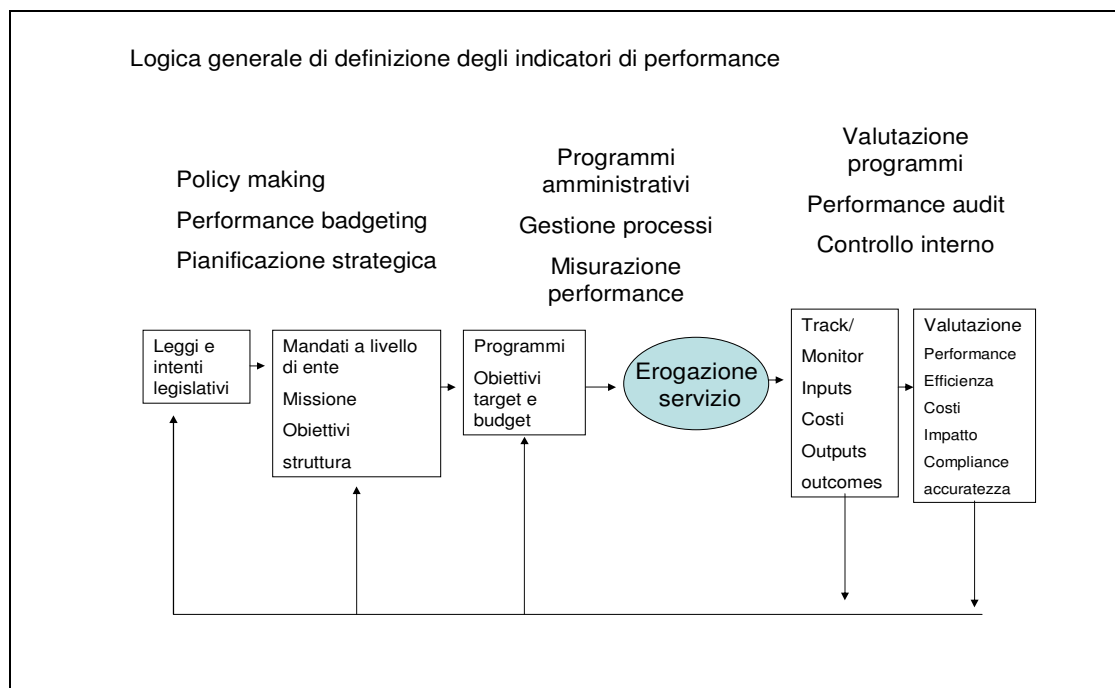 Logica generale di definizione degli indicatori di performance
Policy making
Performance badgeting
Pianificazione strategica
Programmi
amministrativi
Gestione processi
Misurazione
performance
Valutazione
programmi
Performance audit
Controllo interno
Leggi e
intenti
legislativi
Mandati a livello
di ente
Missione
Obiettivi
struttura
Programmi
Obiettivi
target e
budget
Erogazione
servizio
Track/
Monitor
Inputs
Costi
Outputs
outcomes
Valutazione
Performance
Efficienza
Costi
Impatto
Compliance
accuratezza